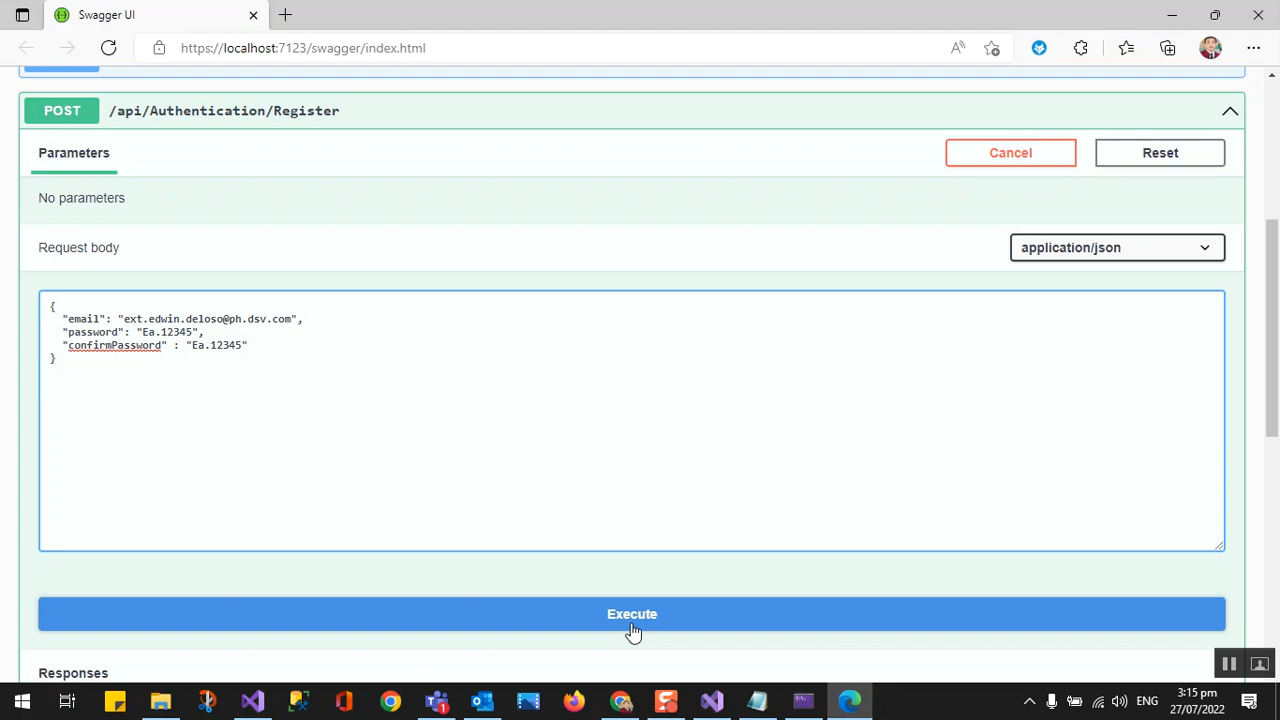 Swagger UI
https://localhost:7123/swagger/index.html
POST /api/Authentication/Register
Parameters
Cancel
Reset
No parameters
Request body
application/json
{
"email": "ext.edwin.deloso@ph.dsv.com",
"password": "Ea.12345",
"confirmPassword" : "Ea.12345"
}
Execute
Responses
1
ENG
3:15 pm
27/07/2022